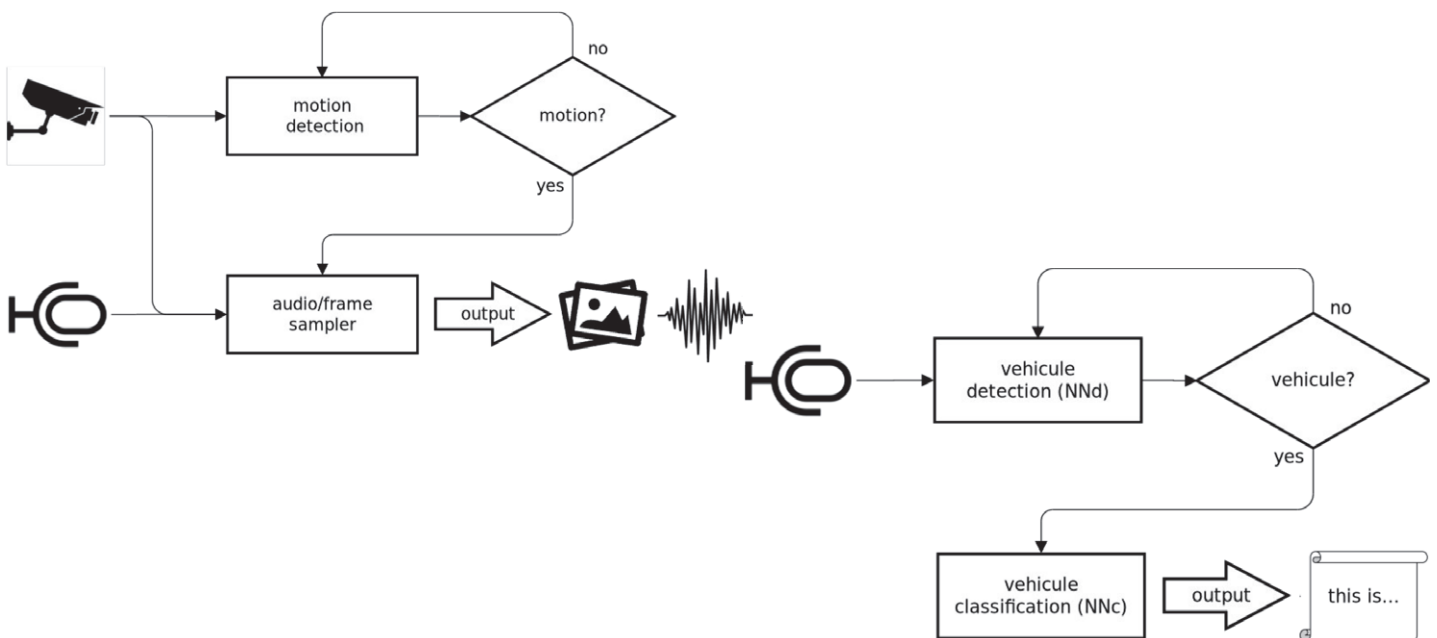 no
motion
detection
motion?
yes
audio/frame
sampler
output
no
vehicule
detection (NNd)
vehicule?
yes
vehicule
classification (NNc)
output
this is...